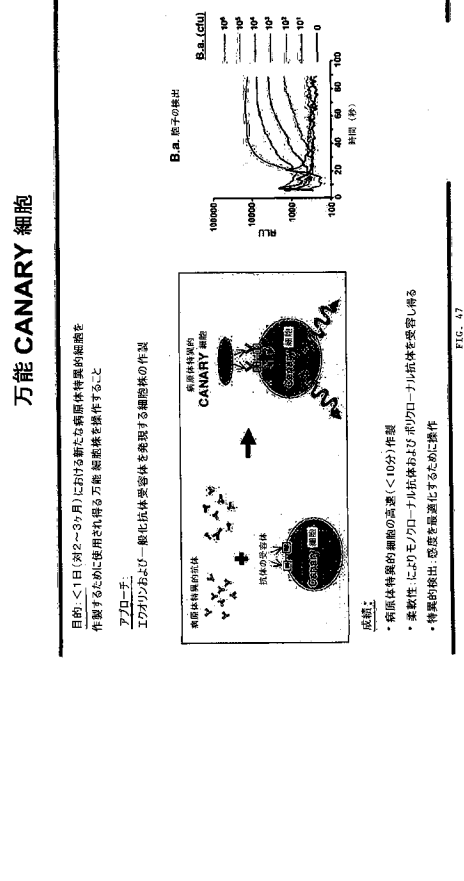 万能 CANARY 細胞
目的:<1日(対2~3ヶ月)における新たな病原体特異的細胞を
作製するために使用され得る万能 細胞株を操作すること
アプローチ:
エクオリンおよび一般化抗体受容体を発現する細胞株の作製
病原体特異的抗体
抗体の受容体
CANARY 細胞
病原体特異的
CANARY 細胞
CANARY 細胞
B.a. 胞子の検出
RLU
100000
10000
1000
100
0
20
40
60
80
100
時間 (秒)
B.a. (cfu)
10⁶
10⁵
10⁴
10³
10²
10¹
0
成績:
・病原体特異的細胞の高速(<10分)作製
・柔軟性:によりモノクローナル抗体および ポリクローナル抗体を受容し得る
・特異的検出:感度を最適化するために操作
FIG. 47